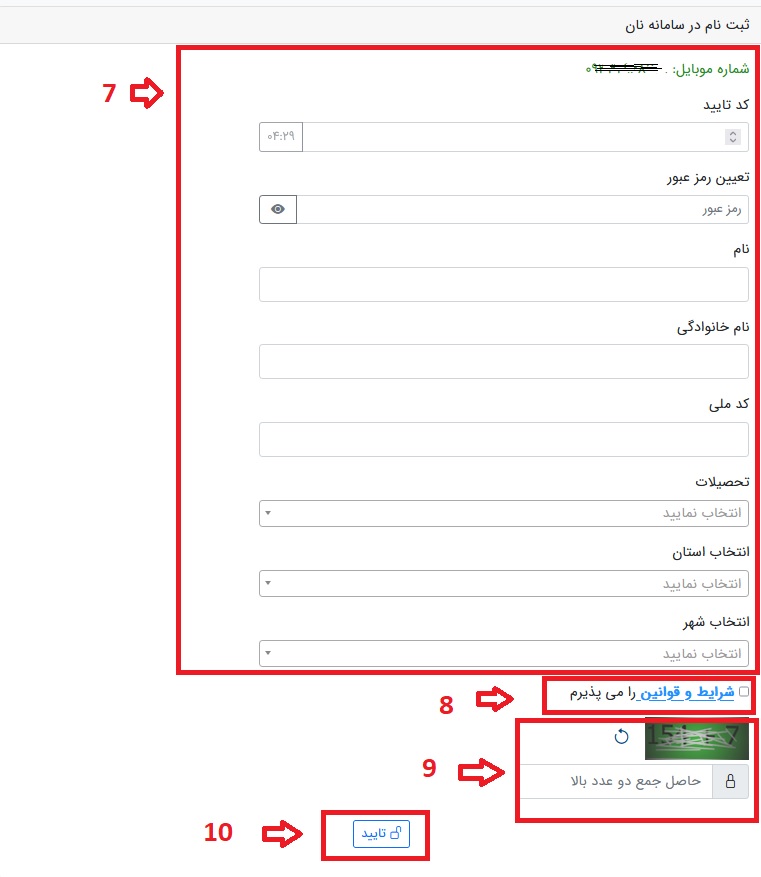 ثبت نام در سامانه نان
شماره موبایل:
7
کد تایید
۰۴:۲۹
تعیین رمز عبور
رمز عبور
نام
نام خانوادگی
کد ملی
تحصیلات
انتخاب نمایید
انتخاب استان
انتخاب نمایید
انتخاب شهر
انتخاب نمایید
شرایط و قوانین را می پذیرم
8
حاصل جمع دو عدد بالا
9
تایید
10